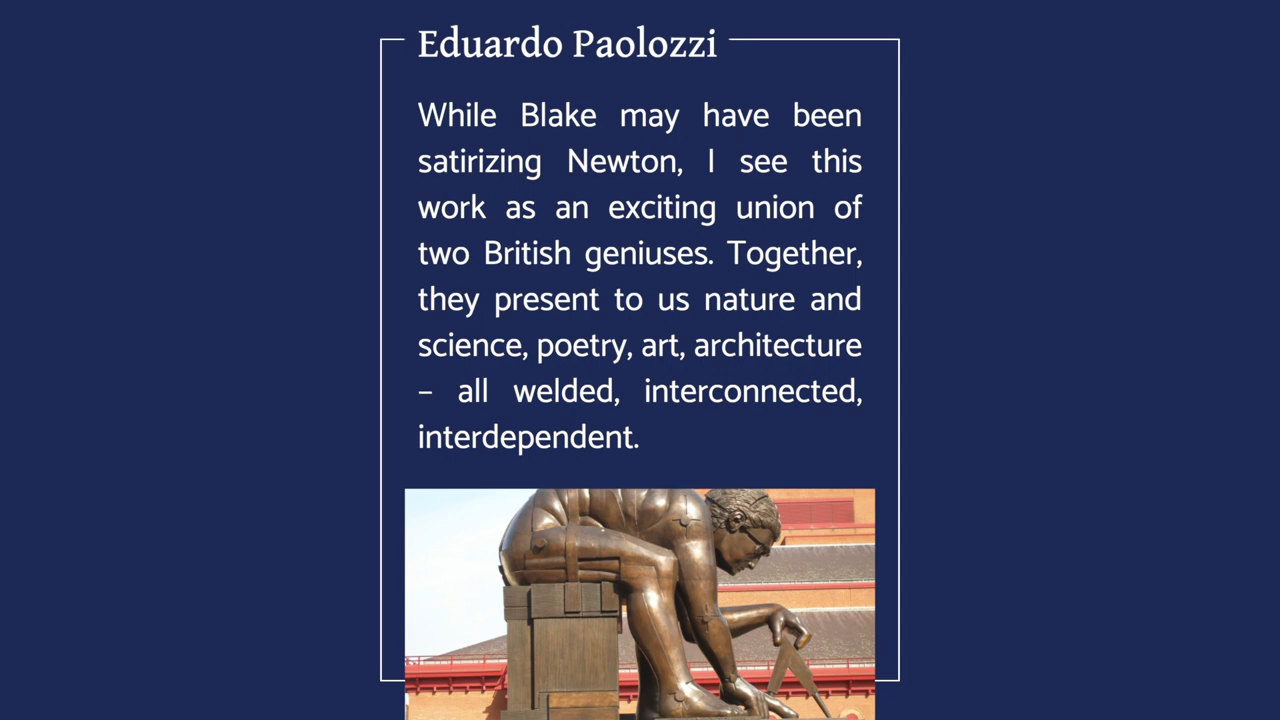 Eduardo Paolozzi
While Blake may have been
satirizing Newton, I see this
work as an exciting union of
two British geniuses. Together,
they present to us nature and
science, poetry, art, architecture
– all welded, interconnected,
interdependent.